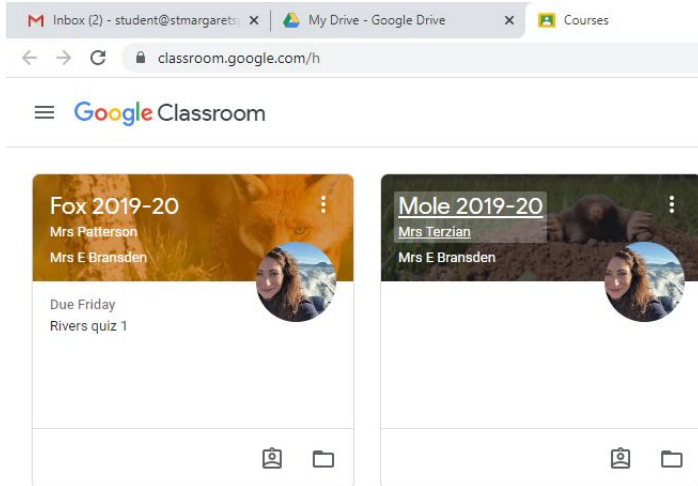 Inbox (2) - student@stmargarets
My Drive - Google Drive
Courses
classroom.google.com/h
Google Classroom
Fox 2019-20
Mrs Patterson
Mrs E Bransden
Due Friday
Rivers quiz 1
Mole 2019-20
Mrs Terzian
Mrs E Bransden